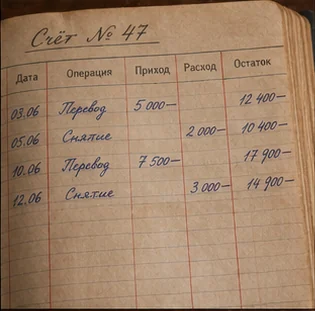 Счёт № 47
Дата Операция Приход Расход Остаток
03.06 Перевод 5 000— 12 400—
05.06 Снятие 2 000— 10 400—
10.06 Перевод 7 500— 17 900—
12.06 Снятие 3 000— 14 900—